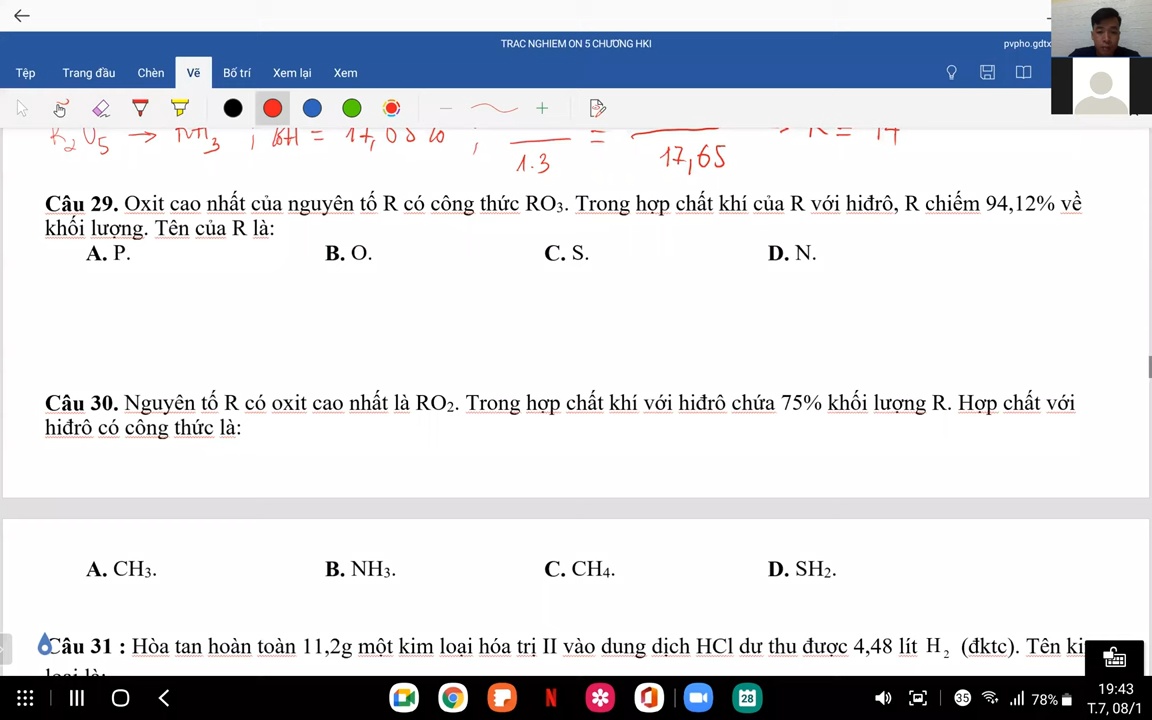 TRAC NGHIEM ON 5 CHƯƠNG HKI
pvpho.gdtx
Tệp Trang đầu Chèn Vẽ Bố trí Xem lại Xem
17,65
1.3
Câu 29. Oxit cao nhất của nguyên tố R có công thức RO₃. Trong hợp chất khí của R với hiđrô, R chiếm 94,12% về
khối lượng. Tên của R là:
A. P. B. O. C. S. D. N.
Câu 30. Nguyên tố R có oxit cao nhất là RO₂. Trong hợp chất khí với hiđrô chứa 75% khối lượng R. Hợp chất với
hiđrô có công thức là:
A. CH₃. B. NH₃. C. CH₄. D. SH₂.
Câu 31 : Hòa tan hoàn toàn 11,2g một kim loại hóa trị II vào dung dịch HCl dư thu được 4,48 lít H₂ (đktc). Tên ki
28
35
78%
19:43
T.7, 08/1